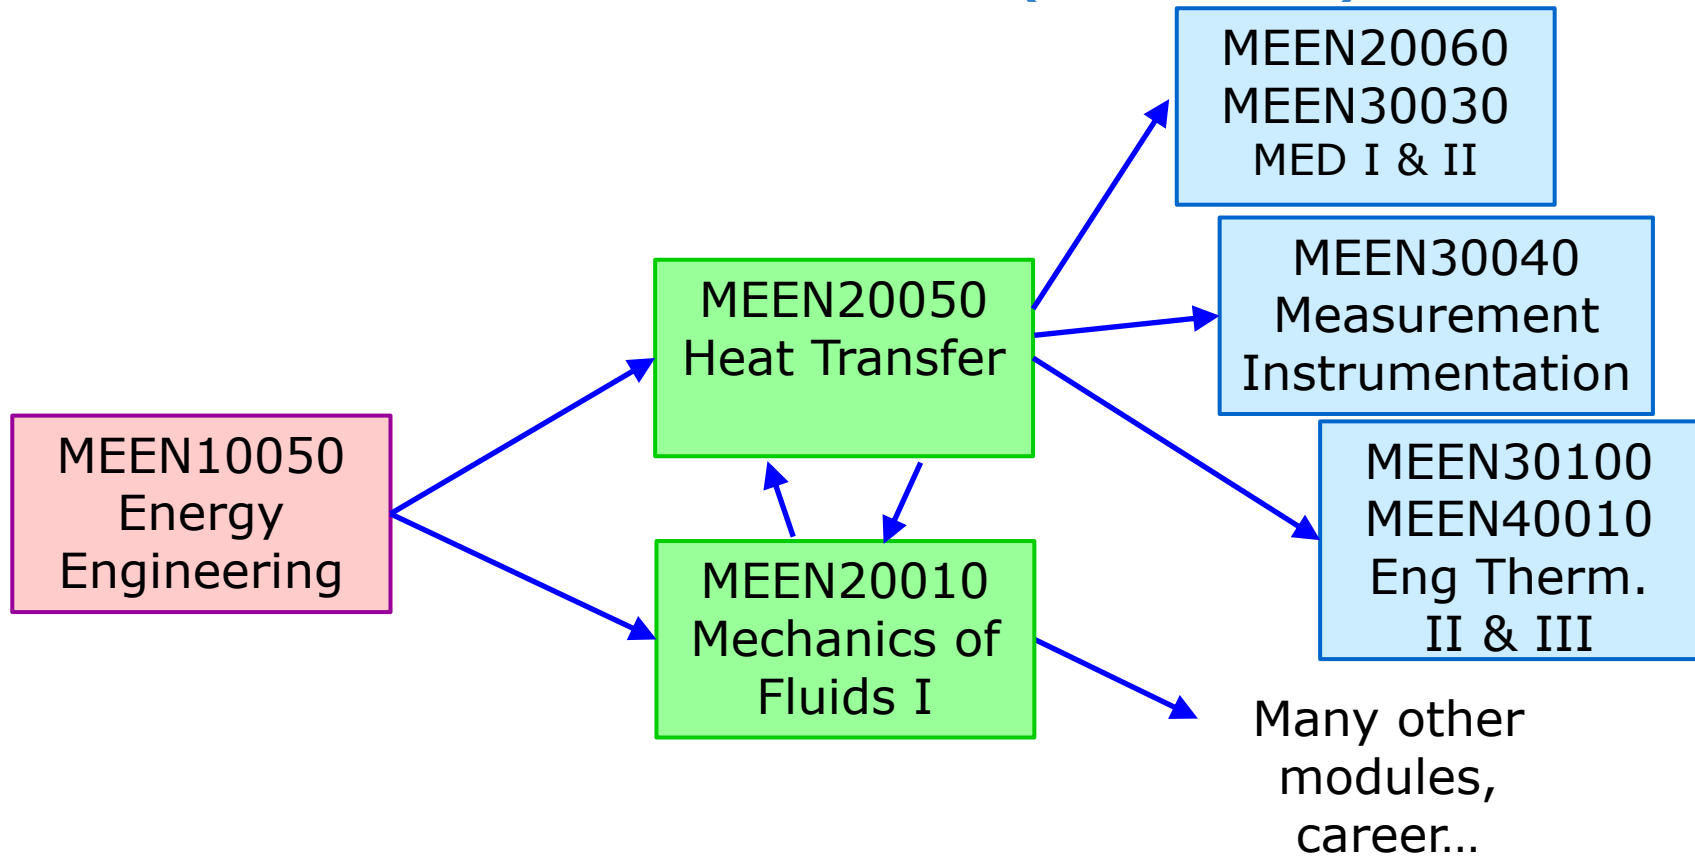 MEEN20060
MEEN30030
MED I & II
MEEN30040
Measurement
Instrumentation
MEEN20050
Heat Transfer
MEEN10050
Energy
Engineering
MEEN30100
MEEN40010
Eng Therm.
II & III
MEEN20010
Mechanics of
Fluids I
Many other
modules,
career…